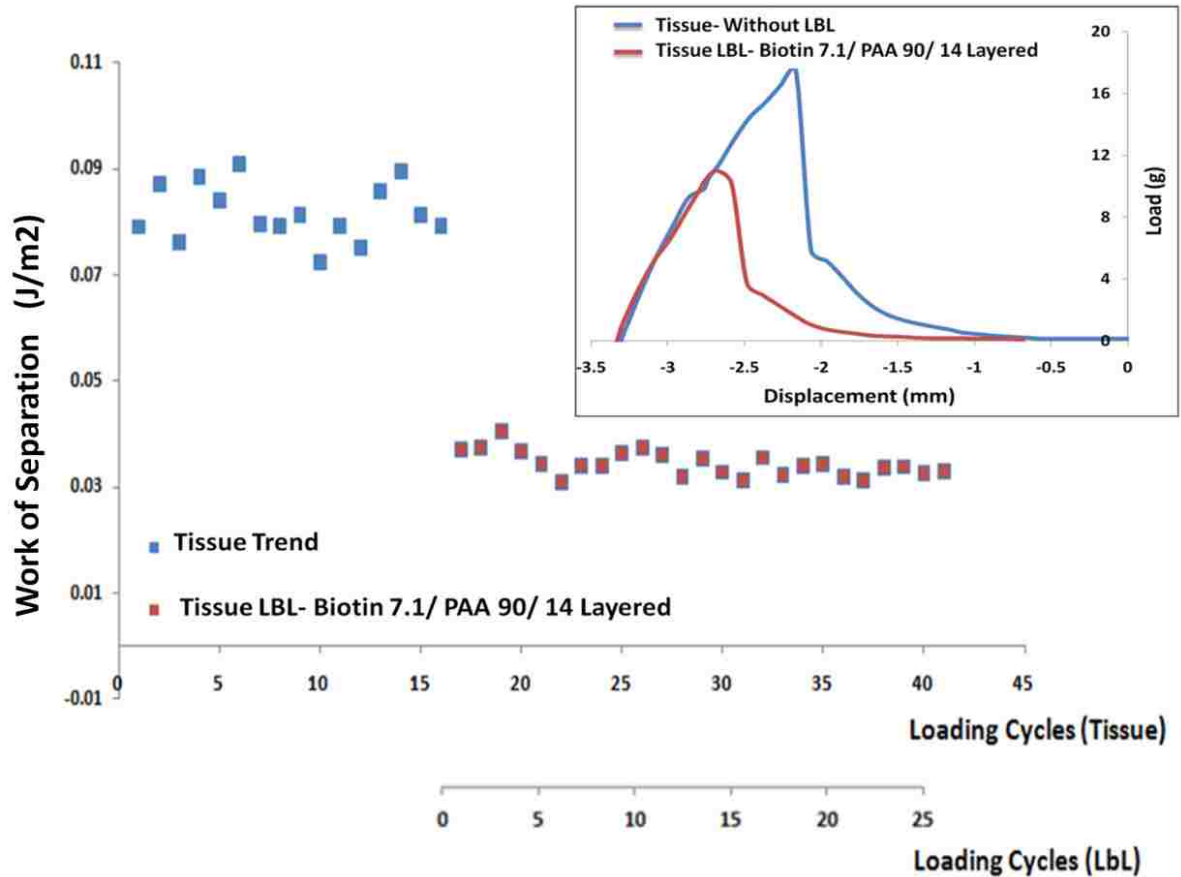 Tissue- Without LBL
Tissue LBL- Biotin 7.1/ PAA 90/ 14 Layered
20
16
12
8
4
0
Load (g)
-3.5 -3 -2.5 -2 -1.5 -1 -0.5 0
Displacement (mm)
0.11
0.09
0.07
0.05
0.03
0.01
-0.01
Work of Separation (J/m2)
Tissue Trend
Tissue LBL- Biotin 7.1/ PAA 90/ 14 Layered
0 5 10 15 20 25 30 35 40 45
Loading Cycles (Tissue)
0 5 10 15 20 25
Loading Cycles (LbL)